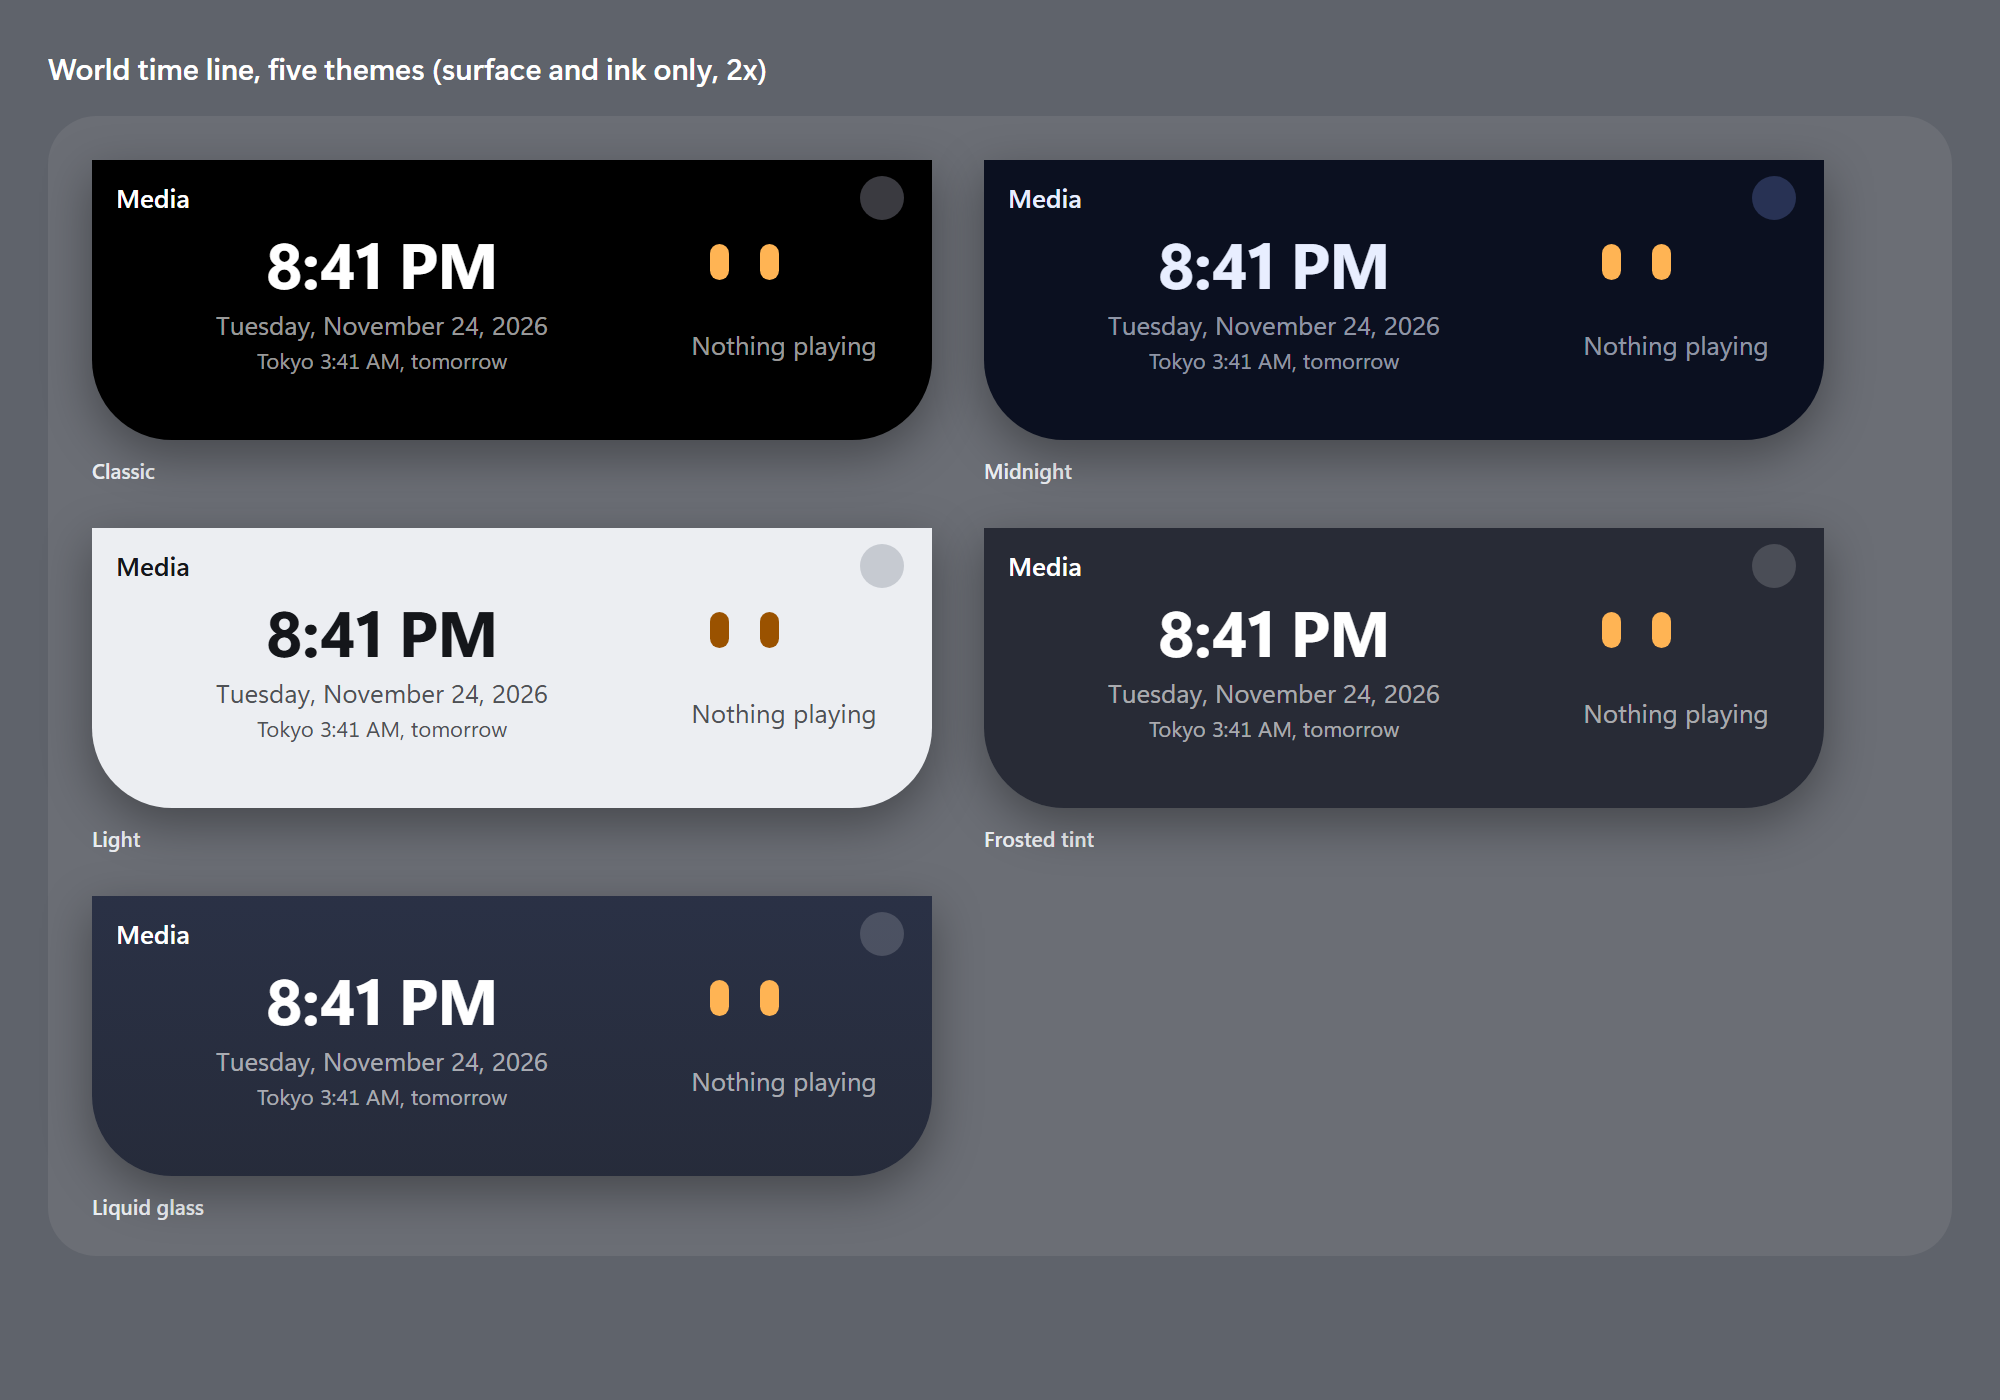 World time line, five themes (surface and ink only, 2x)
Media
8:41 PM
Tuesday, November 24, 2026
Tokyo 3:41 AM, tomorrow
Nothing playing
Classic
Media
8:41 PM
Tuesday, November 24, 2026
Tokyo 3:41 AM, tomorrow
Nothing playing
Midnight
Media
8:41 PM
Tuesday, November 24, 2026
Tokyo 3:41 AM, tomorrow
Nothing playing
Light
Media
8:41 PM
Tuesday, November 24, 2026
Tokyo 3:41 AM, tomorrow
Nothing playing
Frosted tint
Media
8:41 PM
Tuesday, November 24, 2026
Tokyo 3:41 AM, tomorrow
Nothing playing
Liquid glass